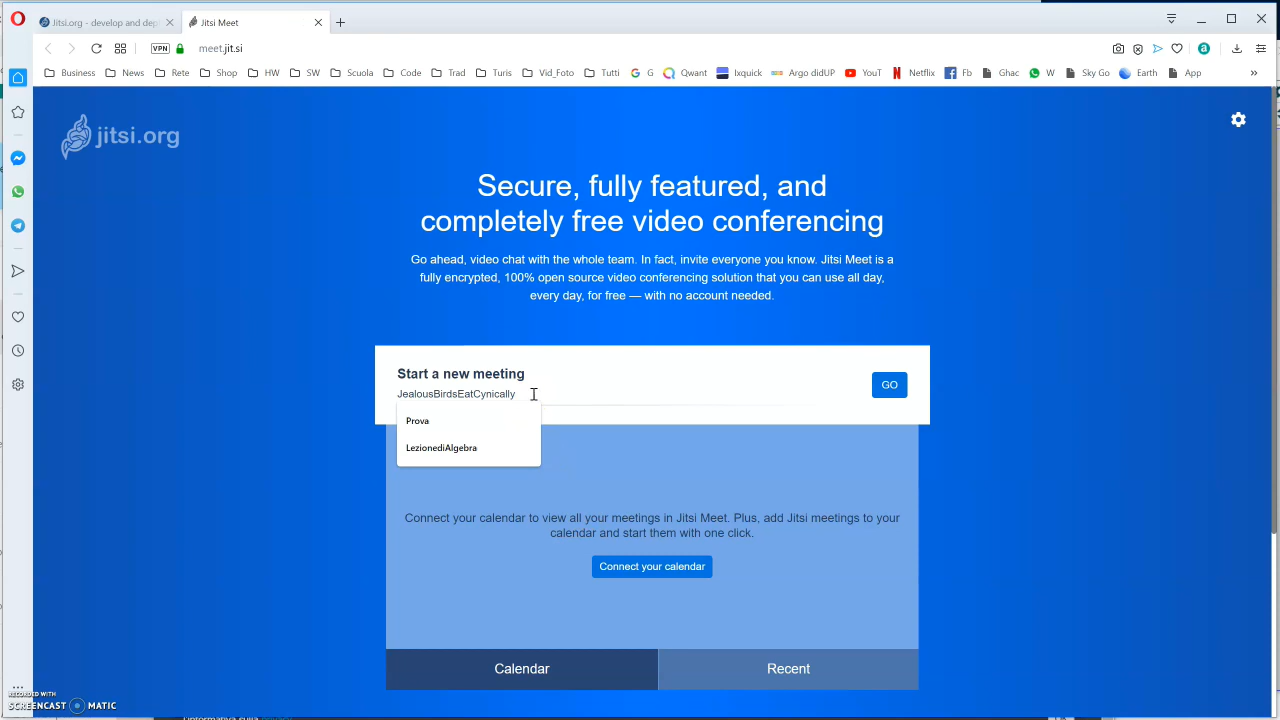 Jitsi.org - develop and dep
Jitsi Meet
VPN
meet.jit.si
Business
News
Rete
Shop
HW
SW
Scuola
Code
Trad
Turis
Vid_Foto
Tutti
G
Qwant
Ixquick
Argo didUP
YouT
Netflix
Fb
Ghac
W
Sky Go
Earth
App
jitsi.org
Secure, fully featured, and
completely free video conferencing
Go ahead, video chat with the whole team. In fact, invite everyone you know. Jitsi Meet is a
fully encrypted, 100% open source video conferencing solution that you can use all day,
every day, for free — with no account needed.
Start a new meeting
JealousBirdsEatCynically
GO
Prova
LezionediAlgebra
Connect your calendar to view all your meetings in Jitsi Meet. Plus, add Jitsi meetings to your
calendar and start them with one click.
Connect your calendar
Calendar
Recent
RECORDED WITH
SCREENCAST MATIC